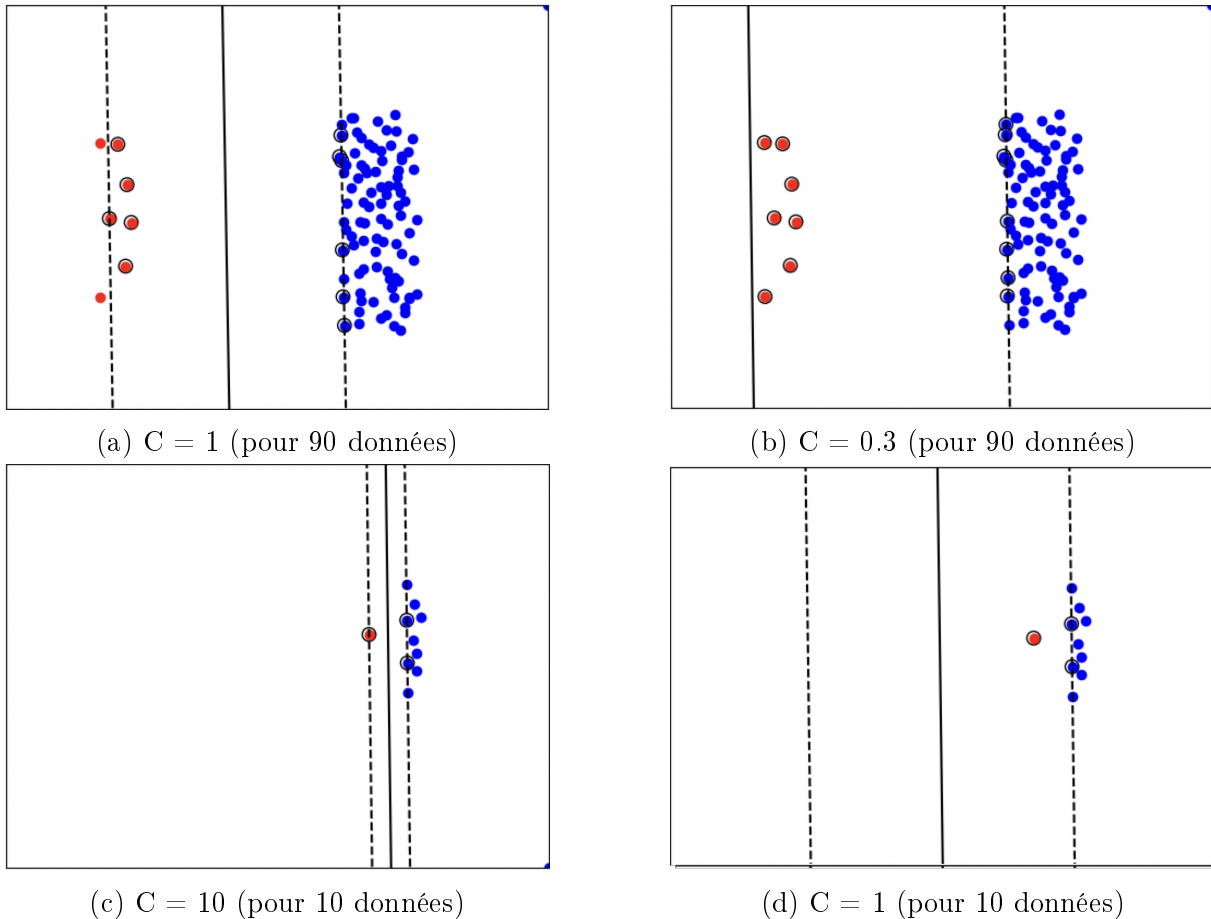 (a) C = 1 (pour 90 données)
(b) C = 0.3 (pour 90 données)
(c) C = 10 (pour 10 données)
(d) C = 1 (pour 10 données)